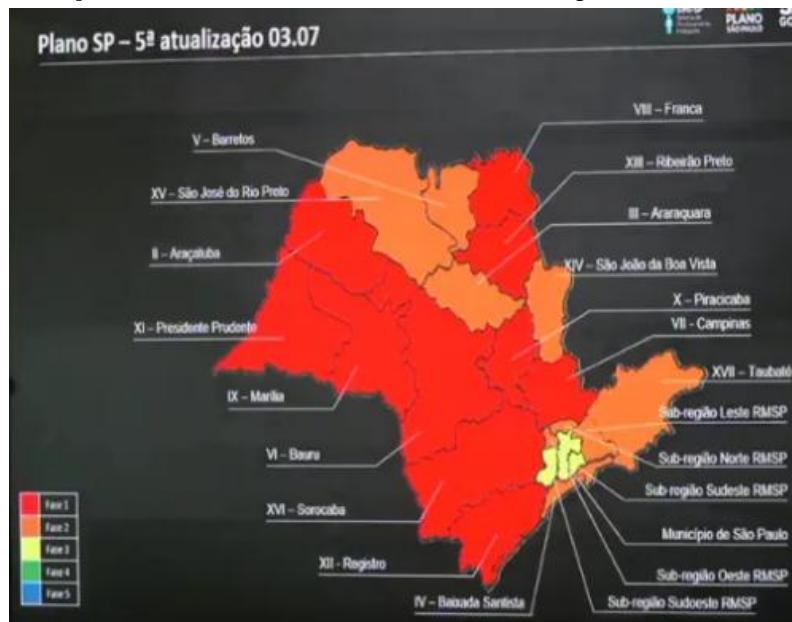 Plano SP – 5ª atualização 03.07
PLANO
SÃO PAULO
VIII – Franca
V – Barretos
XIII – Ribeirão Preto
XV – São José do Rio Preto
III – Araraquara
II – Araçatuba
XIV – São João da Boa Vista
X – Piracicaba
VII - Campinas
XI – Presidente Prudente
XVII – Taubaté
IX – Marília
Sub-região Leste RMSP
VI – Bauru
Sub-região Norte RMSP
Sub-região Sudeste RMSP
XVI – Sorocaba
Município de São Paulo
XII - Registro
Sub-região Oeste RMSP
IV – Baixada Santista
Sub-região Sudoeste RMSP
Fase 1
Fase 2
Fase 3
Fase 4
Fase 5